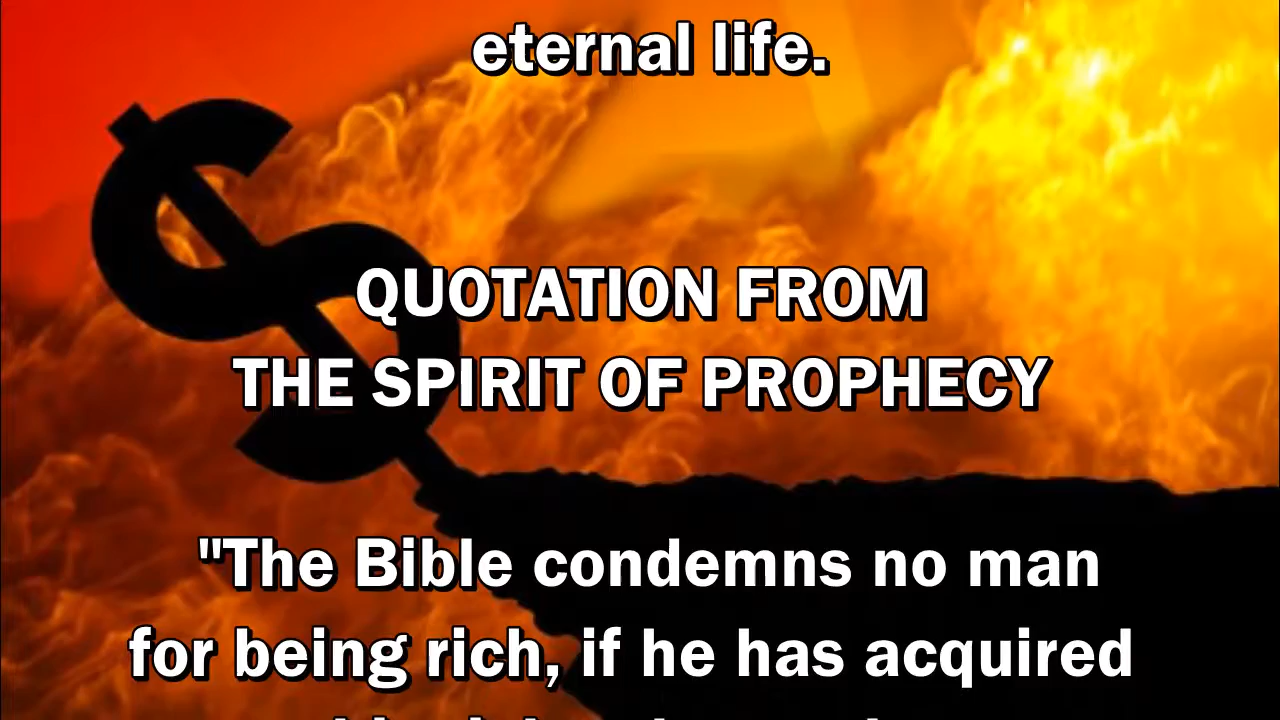 eternal life.
QUOTATION FROM
THE SPIRIT OF PROPHECY
"The Bible condemns no man
for being rich, if he has acquired